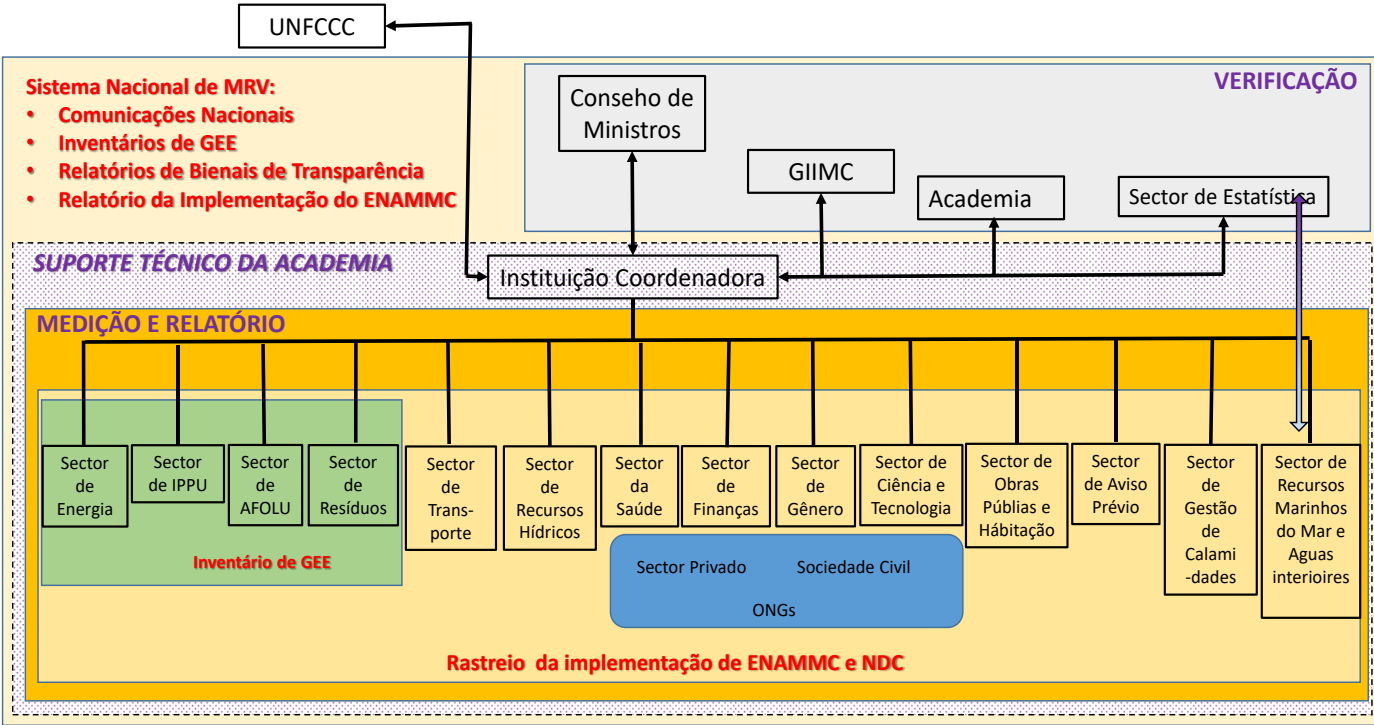 UNFCCC
Sistema Nacional de MRV:
• Comunicações Nacionais
• Inventários de GEE
• Relatórios de Bienais de Transparência
• Relatório da Implementação do ENAMMC
VERIFICAÇÃO
Conseho de
Ministros
GIIMC
Academia
Sector de Estatística
SUPORTE TÉCNICO DA ACADEMIA
Instituição Coordenadora
MEDIÇÃO E RELATÓRIO
Sector
de
Energia
Sector
de IPPU
Sector
de
AFOLU
Sector
de
Resíduos
Sector
de
Trans-
porte
Sector
de
Recursos
Hídricos
Sector
da
Saúde
Sector
de
Finanças
Sector
de
Gênero
Sector de
Ciência e
Tecnologia
Sector de
Obras
Públias e
Hábitação
Sector
de Aviso
Prévio
Sector
de
Gestão
de
Calami
-dades
Sector de
Recursos
Marinhos
do Mar e
Aguas
interioires
Inventário de GEE
Sector Privado
Sociedade Civil
ONGs
Rastreio da implementação de ENAMMC e NDC